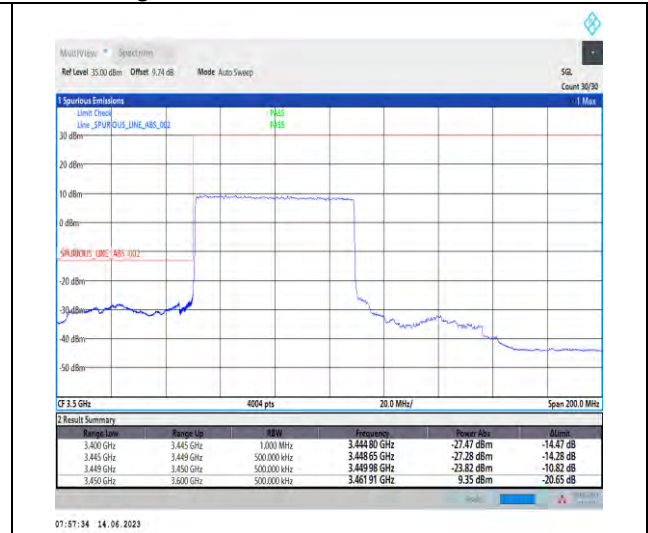 MultiView Spectrum
Ref Level 35.00 dBm Offset 9.74 dB Mode Auto Sweep SGL
Count 30/30
1 Spurious Emissions 1 Max
Limit Check PASS
Line _SPURIOUS_LINE_ABS_002 PASS
30 dBm
20 dBm
10 dBm
0 dBm
_SPURIOUS_LINE_ABS_002
-20 dBm
-30 dBm
-40 dBm
-50 dBm
CF 3.5 GHz 4004 pts 20.0 MHz/ Span 200.0 MHz
2 Result Summary
Range Low Range Up RBW Frequency Power Abs ΔLimit
3.400 GHz 3.445 GHz 1.000 MHz 3.444 80 GHz -27.47 dBm -14.47 dB
3.445 GHz 3.449 GHz 500.000 kHz 3.448 65 GHz -27.28 dBm -14.28 dB
3.449 GHz 3.450 GHz 500.000 kHz 3.449 98 GHz -23.82 dBm -10.82 dB
3.450 GHz 3.600 GHz 500.000 kHz 3.461 91 GHz 9.35 dBm -20.65 dB
07:57:34 14.06.2023